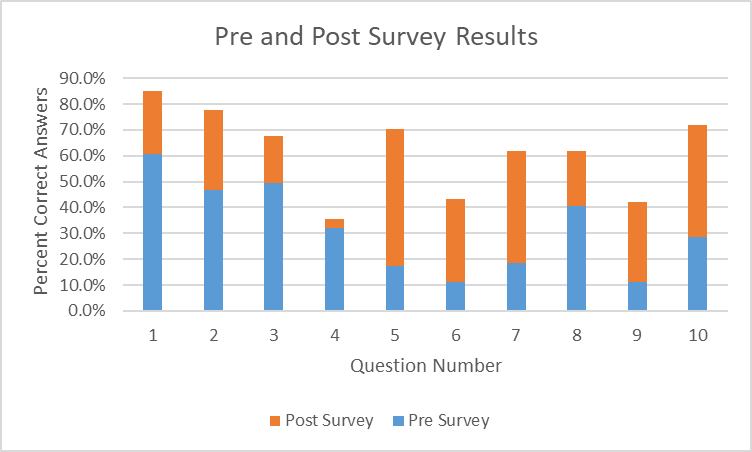 Pre and Post Survey Results
Percent Correct Answers
90.0%
80.0%
70.0%
60.0%
50.0%
40.0%
30.0%
20.0%
10.0%
0.0%
1 2 3 4 5 6 7 8 9 10
Question Number
Post Survey Pre Survey